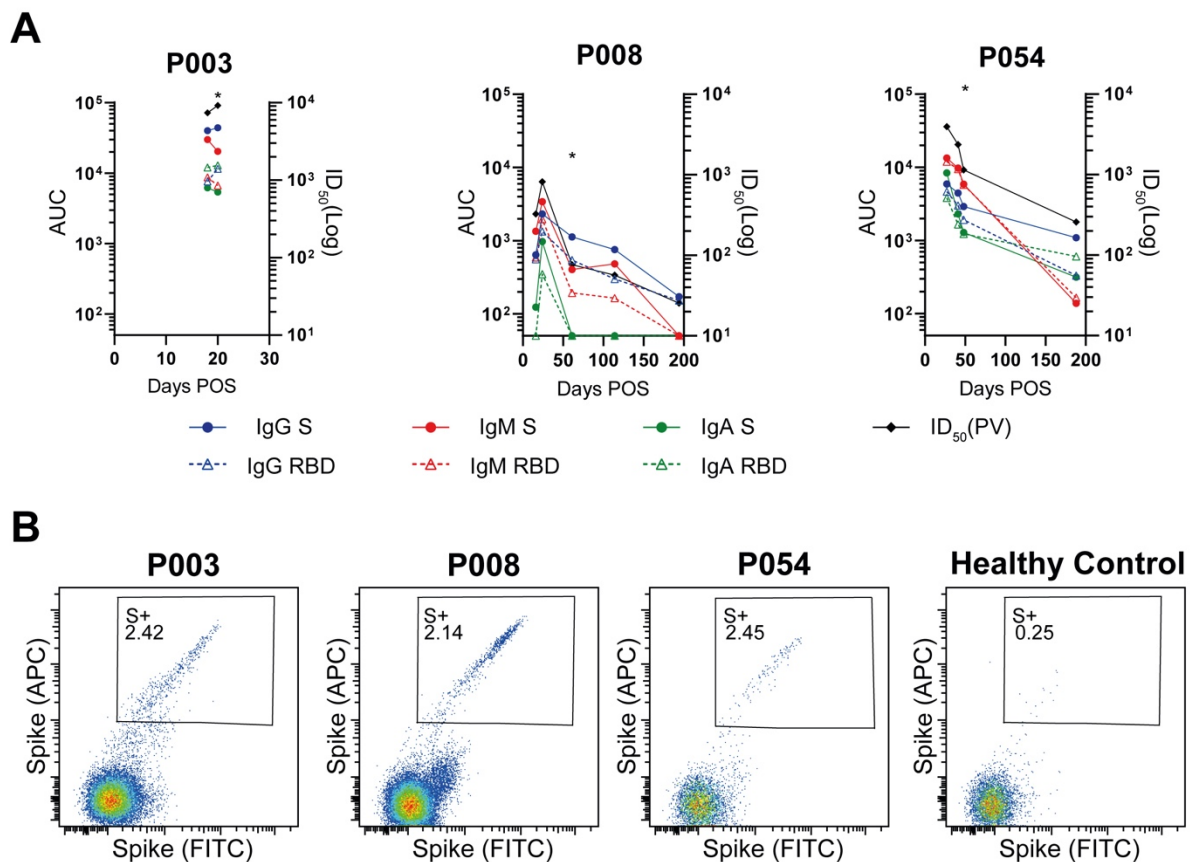 A
P003
P008
P054
*
*
*
10⁵
10⁴
10³
10²
AUC
10⁴
10³
10²
10¹
ID₅₀(Log)
0 10 20 30
Days POS
10⁵
10⁴
10³
10²
AUC
10⁴
10³
10²
10¹
ID₅₀(Log)
0 50 100 150 200
Days POS
10⁵
10⁴
10³
10²
AUC
10⁴
10³
10²
10¹
ID₅₀(Log)
0 50 100 150 200
Days POS
IgG S IgM S IgA S ID₅₀(PV)
IgG RBD IgM RBD IgA RBD
B
P003 P008 P054 Healthy Control
S+
2.42
Spike (APC)
Spike (FITC)
S+
2.14
Spike (APC)
Spike (FITC)
S+
2.45
Spike (APC)
Spike (FITC)
S+
0.25
Spike (APC)
Spike (FITC)